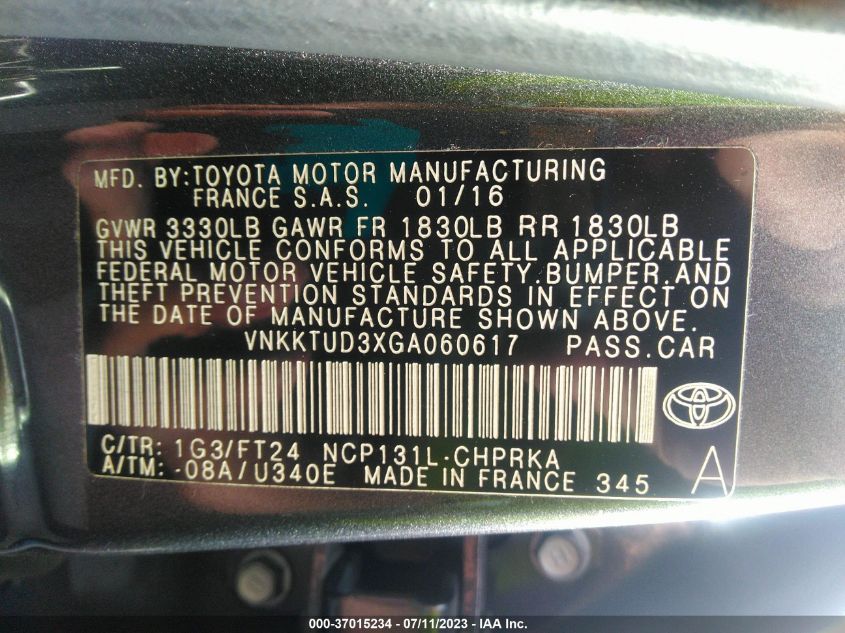 MFD. BY:TOYOTA MOTOR MANUFACTURING
FRANCE S.A.S. 01/16
GVWR 3330LB GAWR FR 1830LB RR 1830LB
THIS VEHICLE CONFORMS TO ALL APPLICABLE
FEDERAL MOTOR VEHICLE SAFETY,BUMPER,AND
THEFT PREVENTION STANDARDS IN EFFECT ON
THE DATE OF MANUFACTURE SHOWN ABOVE.
VNKKTUD3XGA060617 PASS.CAR
C/TR: 1G3/FT24 NCP131L-CHPRKA
A/TM: -08A/U340E MADE IN FRANCE 345 A
000-37015234 - 07/11/2023 - IAA Inc.